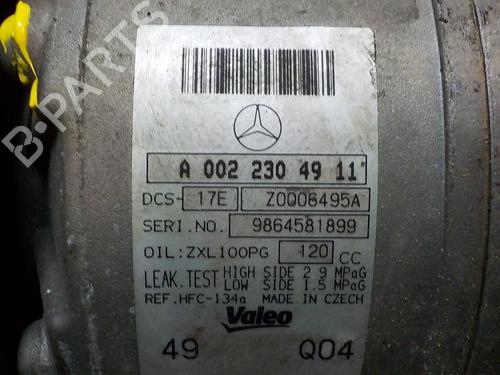 B-PARTS
A 002 230 49 11
DCS- 17E Z0006495A
SERI.NO. 9864581899
OIL:ZXL100PG 120 CC
LEAK.TEST HIGH SIDE 2.9 MPaG
LOW SIDE 1.5 MPaG
REF.HFC-134a MADE IN CZECH
Valeo
49 Q04